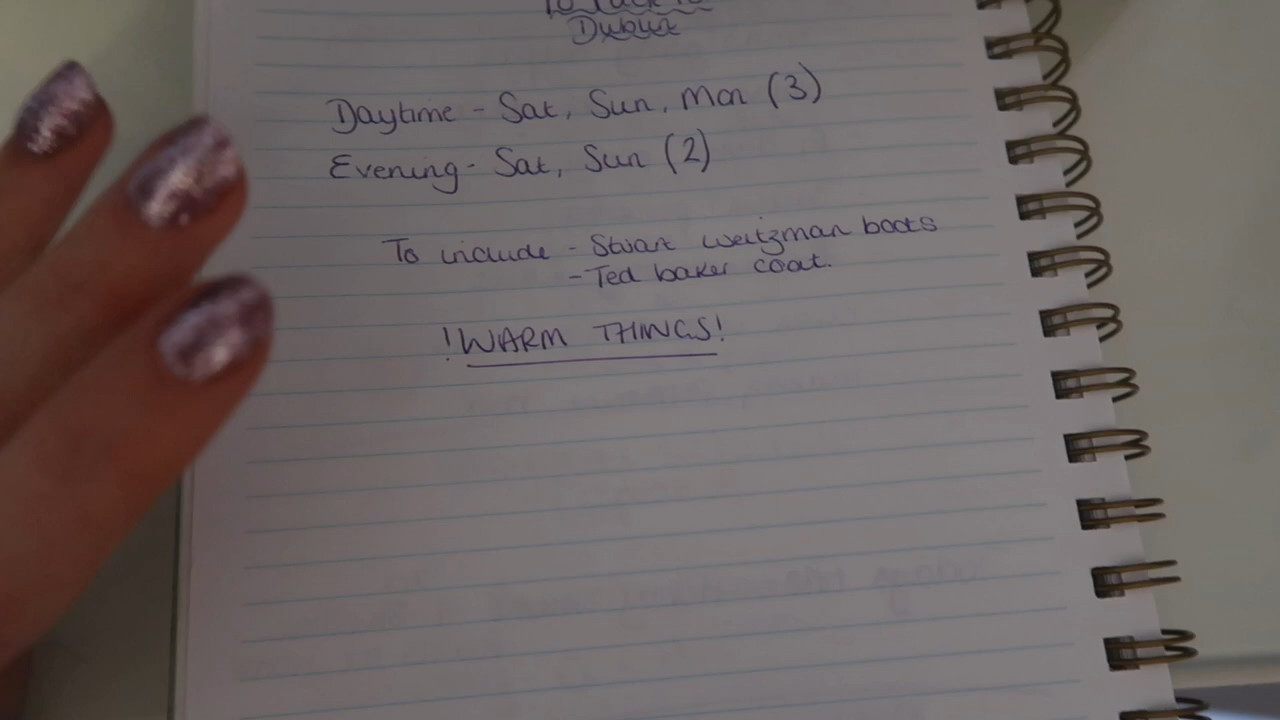 Dublin
Daytime - Sat, Sun, Mon (3)
Evening - Sat, Sun (2)
To include - Stuart weitzman boots
- Ted baker coat.
!WARM THINGS!